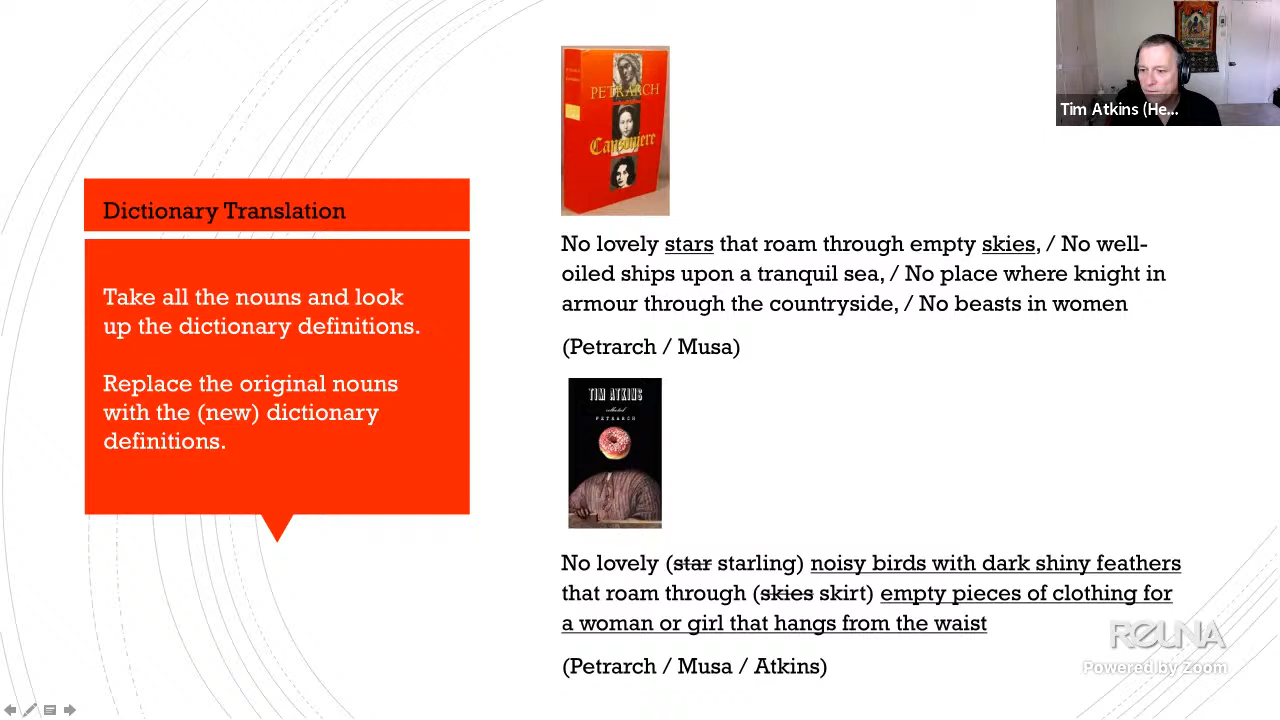 Tim Atkins (He...
PETRARCH
Canzoniere
Dictionary Translation
Take all the nouns and look
up the dictionary definitions.
Replace the original nouns
with the (new) dictionary
definitions.
No lovely stars that roam through empty skies, / No well-
oiled ships upon a tranquil sea, / No place where knight in
armour through the countryside, / No beasts in women
(Petrarch / Musa)
TIM ATKINS
collected
PETRARCH
No lovely (star starling) noisy birds with dark shiny feathers
that roam through (skies skirt) empty pieces of clothing for
a woman or girl that hangs from the waist
(Petrarch / Musa / Atkins)
REUNA
Powered by Zoom